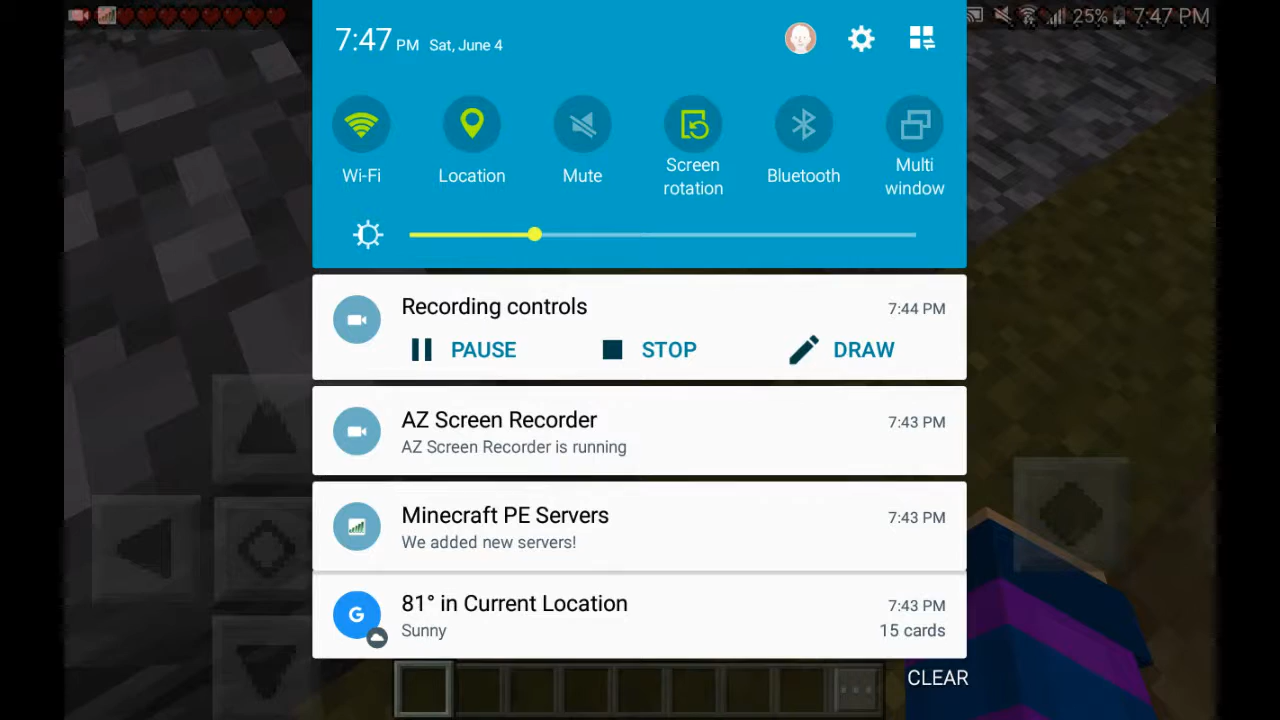 25% 7:47 PM
7:47 PM Sat, June 4
Wi-Fi
Location
Mute
Screen
rotation
Bluetooth
Multi
window
Recording controls 7:44 PM
PAUSE STOP DRAW
AZ Screen Recorder 7:43 PM
AZ Screen Recorder is running
Minecraft PE Servers 7:43 PM
We added new servers!
G
81° in Current Location 7:43 PM
Sunny 15 cards
CLEAR